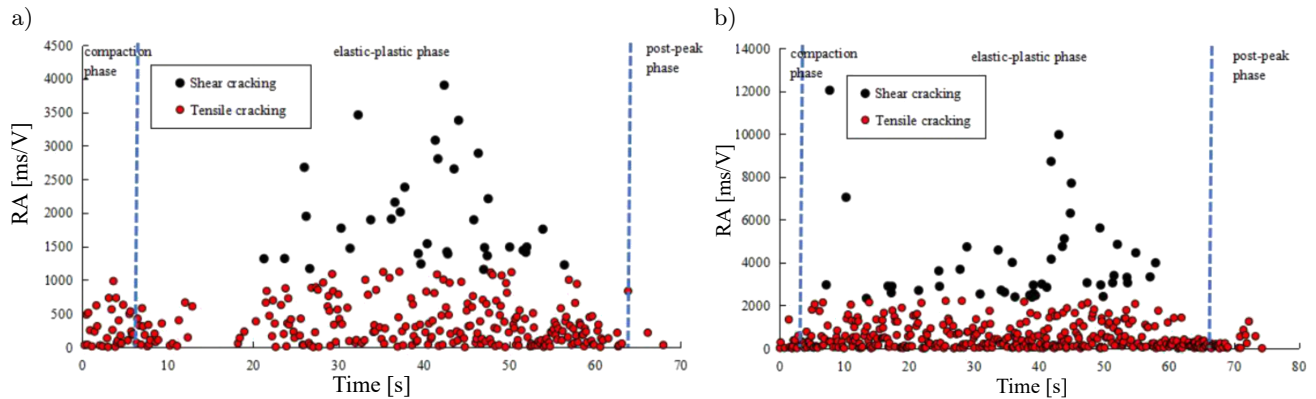 a)
compaction
phase
elastic-plastic phase
post-peak
phase
Shear cracking
Tensile cracking
4500
4000
3500
3000
2500
2000
1500
1000
500
0
RA [ms/V]
0 10 20 30 40 50 60 70
Time [s]
b)
compaction
phase
elastic-plastic phase
post-peak
phase
Shear cracking
Tensile cracking
14000
12000
10000
8000
6000
4000
2000
0
RA [ms/V]
0 10 20 30 40 50 60 70 80
Time [s]